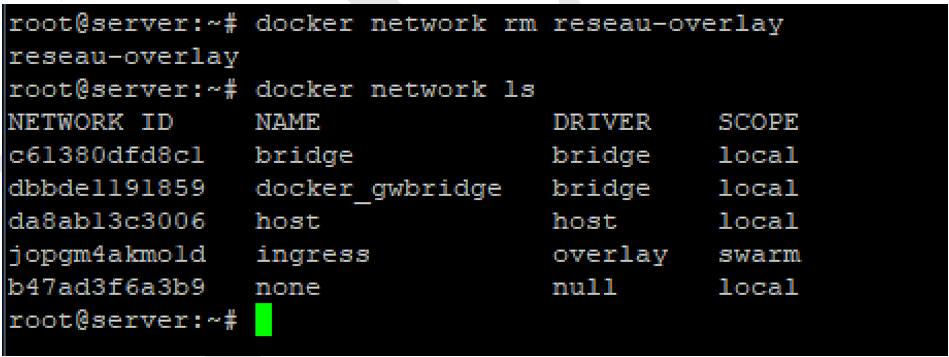 root@server:~# docker network rm reseau-overlay
reseau-overlay
root@server:~# docker network ls
NETWORK ID     NAME              DRIVER    SCOPE
c61380dfd8c1   bridge            bridge    local
dbbde1191859   docker_gwbridge   bridge    local
da8ab13c3006   host              host      local
jopgm4akmold   ingress           overlay   swarm
b47ad3f6a3b9   none              null      local
root@server:~#